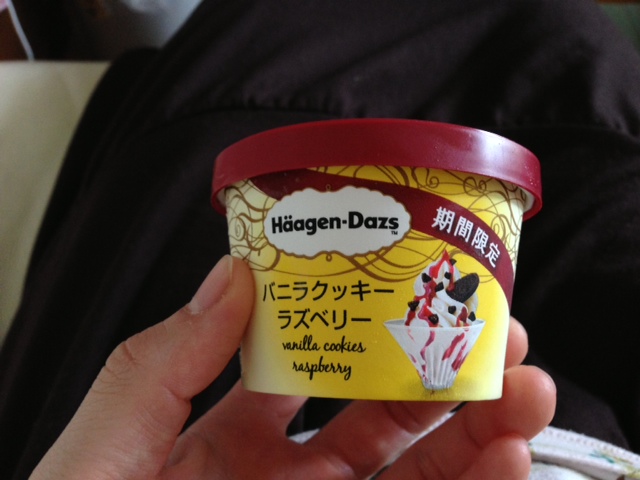 Häagen-Dazs™
期間限定
バニラクッキー
ラズベリー
vanilla cookies
raspberry